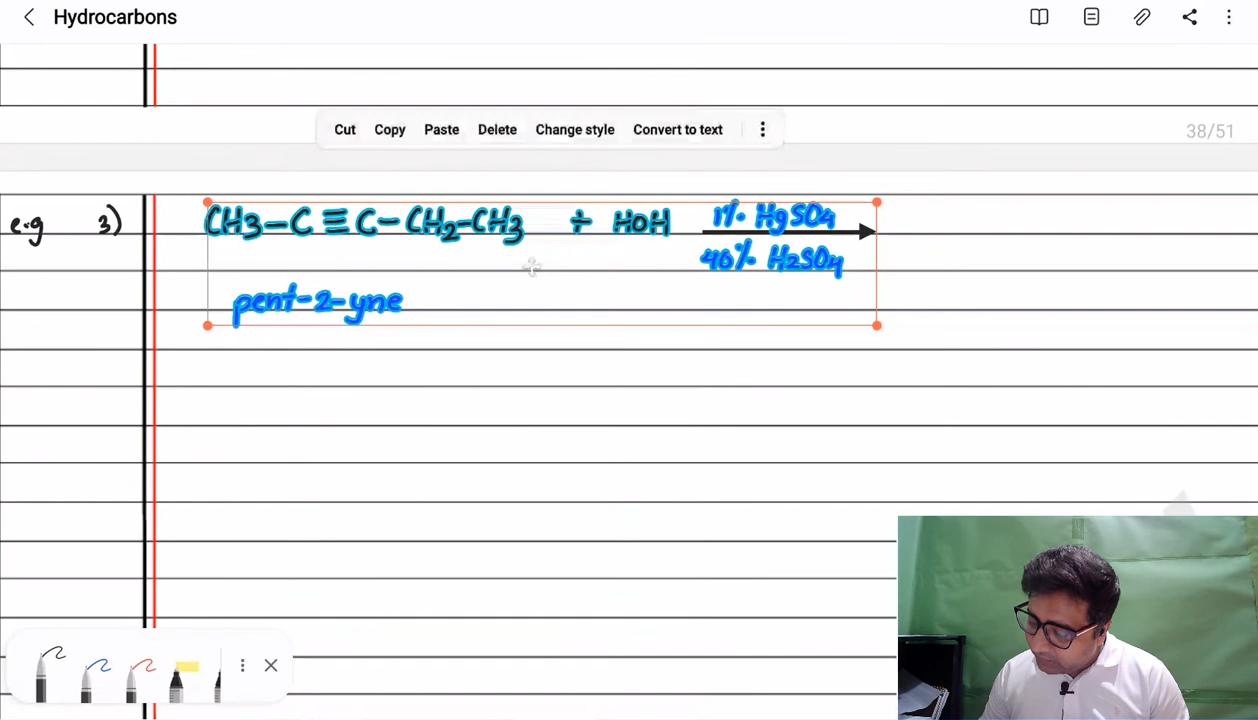 Hydrocarbons
Cut Copy Paste Delete Change style Convert to text
38/51
e.g 3) CH3-C≡C-CH2-CH3 + HOH 1% HgSO4
40% H2SO4
pent-2-yne